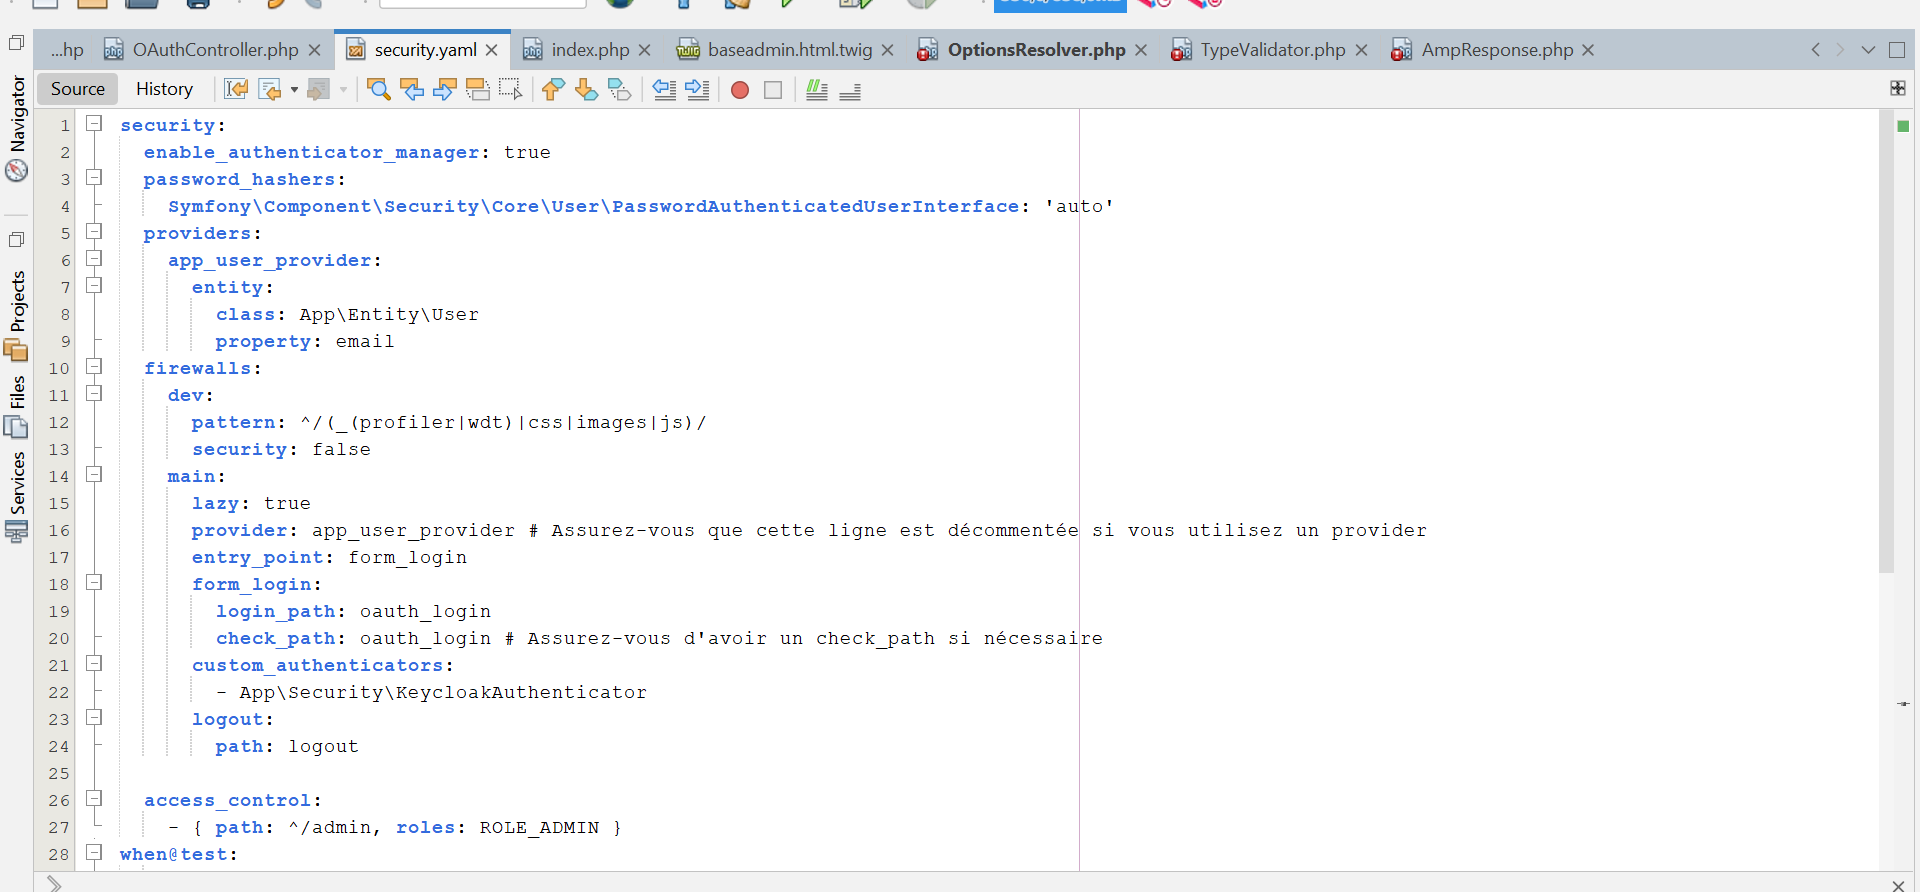 ...hp OAuthController.php security.yaml index.php baseadmin.html.twig OptionsResolver.php TypeValidator.php AmpResponse.php
Source History
Navigator
Projects
Files
Services
1 security:
2 enable_authenticator_manager: true
3 password_hashers:
4 Symfony\Component\Security\Core\User\PasswordAuthenticatedUserInterface: 'auto'
5 providers:
6 app_user_provider:
7 entity:
8 class: App\Entity\User
9 property: email
10 firewalls:
11 dev:
12 pattern: ^/(_(profiler|wdt)|css|images|js)/
13 security: false
14 main:
15 lazy: true
16 provider: app_user_provider # Assurez-vous que cette ligne est décommentée si vous utilisez un provider
17 entry_point: form_login
18 form_login:
19 login_path: oauth_login
20 check_path: oauth_login # Assurez-vous d'avoir un check_path si nécessaire
21 custom_authenticators:
22 - App\Security\KeycloakAuthenticator
23 logout:
24 path: logout
25
26 access_control:
27 - { path: ^/admin, roles: ROLE_ADMIN }
28 when@test: